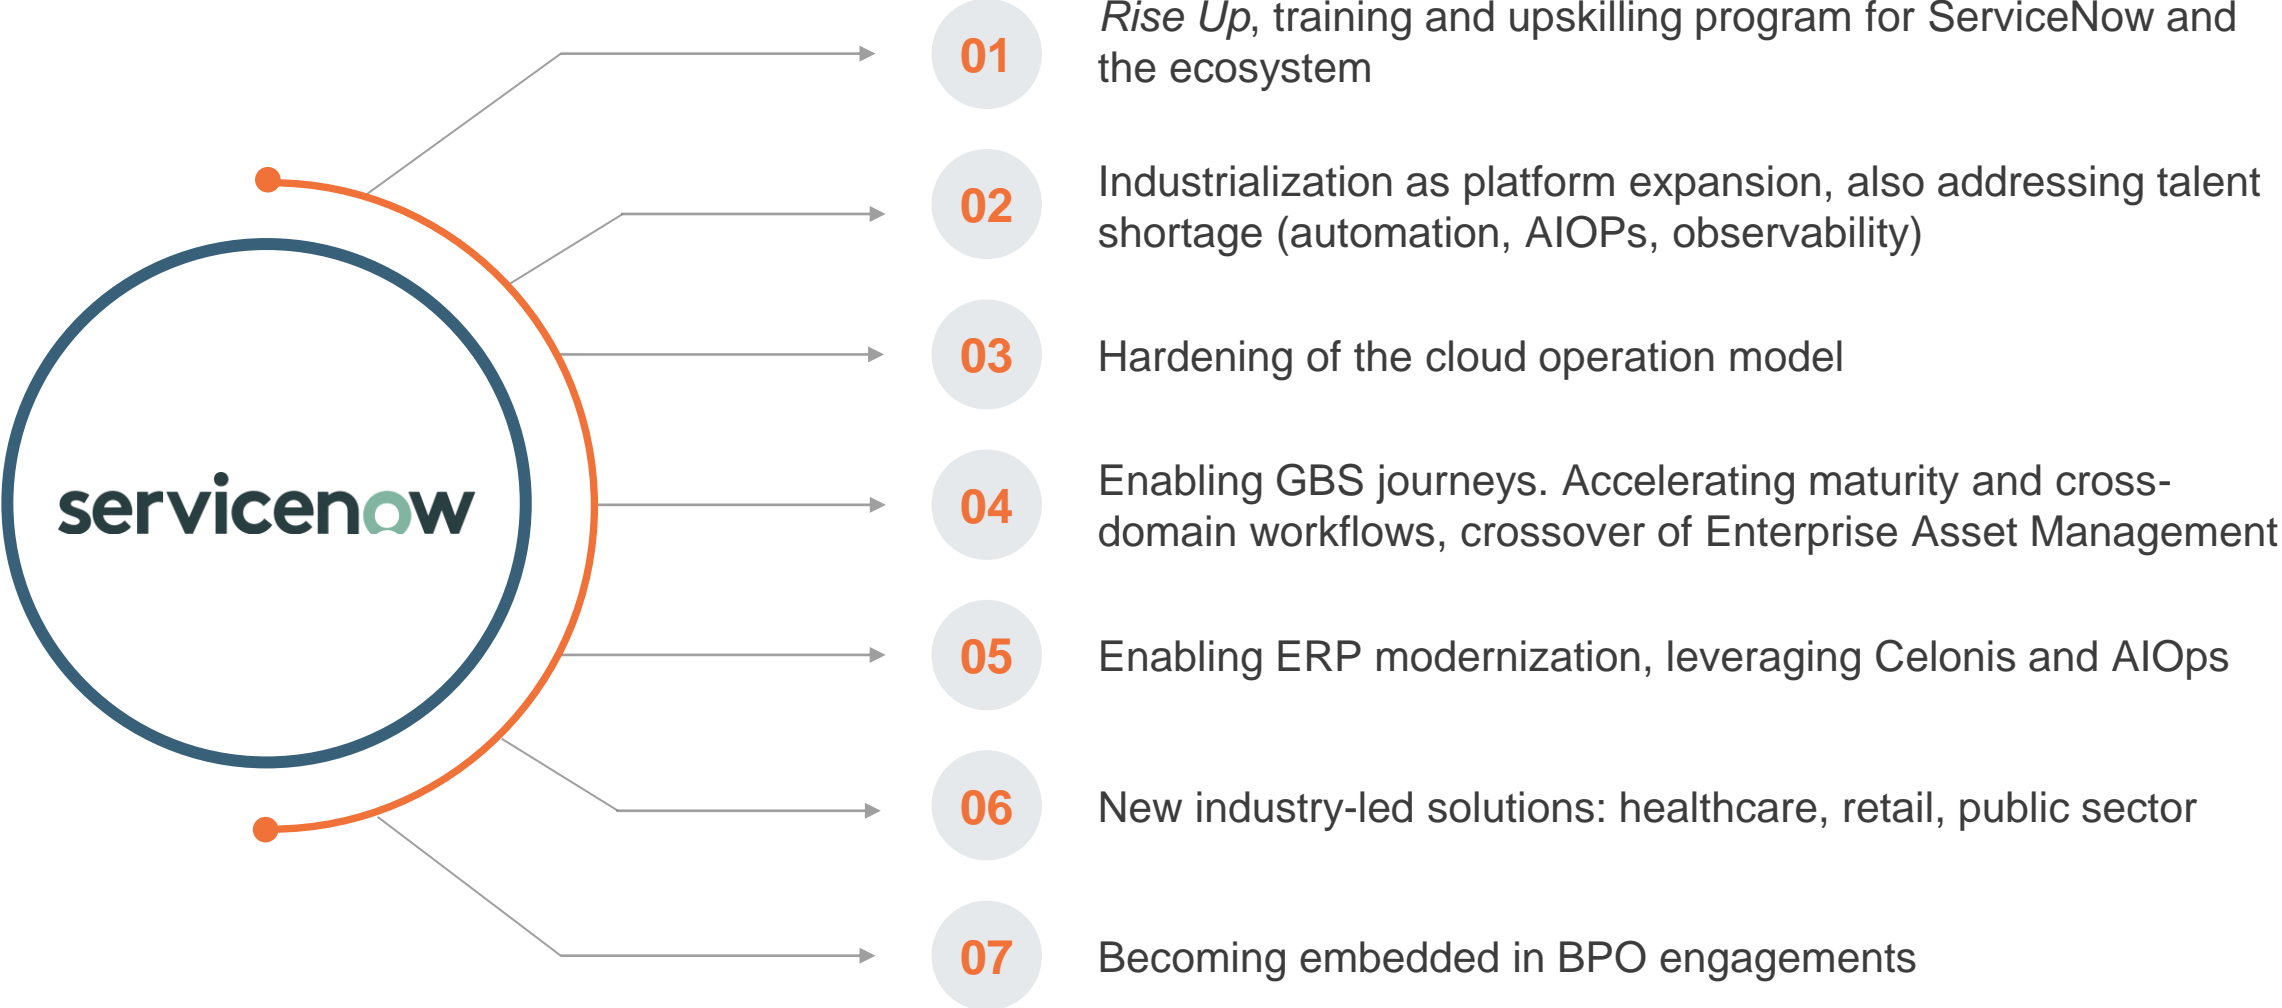 01
Rise Up, training and upskilling program for ServiceNow and
the ecosystem
02
Industrialization as platform expansion, also addressing talent
shortage (automation, AIOPs, observability)
03
Hardening of the cloud operation model
servicenow
04
Enabling GBS journeys. Accelerating maturity and cross-
domain workflows, crossover of Enterprise Asset Management
05
Enabling ERP modernization, leveraging Celonis and AIOps
06
New industry-led solutions: healthcare, retail, public sector
07
Becoming embedded in BPO engagements